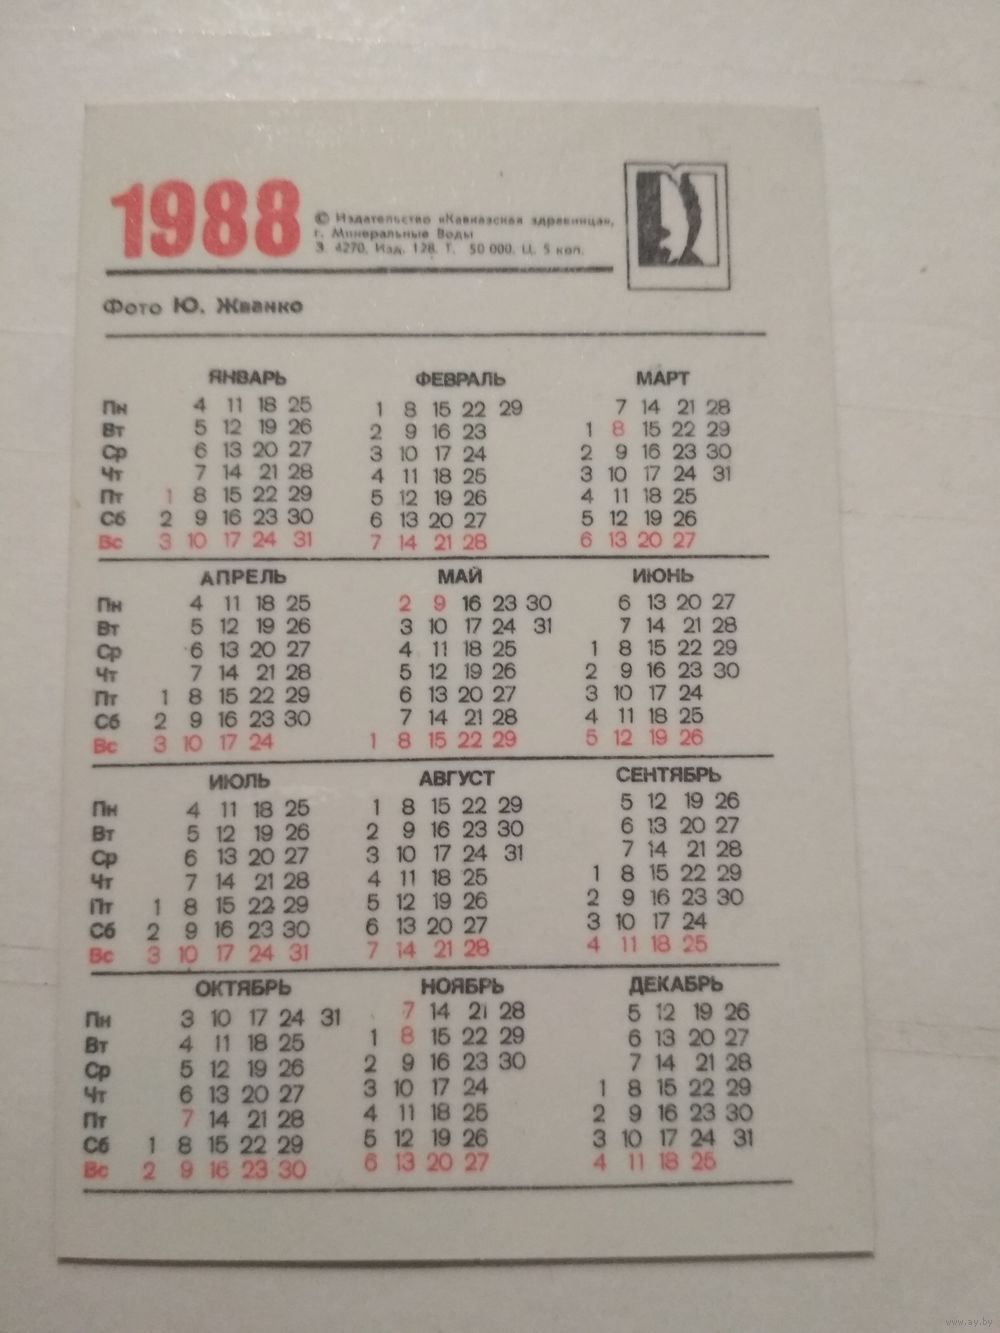 1988
© Издательство «Кавказская здравница»,
г. Минеральные Воды
З. 4270. Изд. 128. Т. 50 000. Ц. 5 коп.
Фото Ю. Жванко
ЯНВАРЬ ФЕВРАЛЬ МАРТ
Пн 4 11 18 25 1 8 15 22 29 7 14 21 28
Вт 5 12 19 26 2 9 16 23 1 8 15 22 29
Ср 6 13 20 27 3 10 17 24 2 9 16 23 30
Чт 7 14 21 28 4 11 18 25 3 10 17 24 31
Пт 1 8 15 22 29 5 12 19 26 4 11 18 25
Сб 2 9 16 23 30 6 13 20 27 5 12 19 26
Вс 3 10 17 24 31 7 14 21 28 6 13 20 27
АПРЕЛЬ МАЙ ИЮНЬ
Пн 4 11 18 25 2 9 16 23 30 6 13 20 27
Вт 5 12 19 26 3 10 17 24 31 7 14 21 28
Ср 6 13 20 27 4 11 18 25 1 8 15 22 29
Чт 7 14 21 28 5 12 19 26 2 9 16 23 30
Пт 1 8 15 22 29 6 13 20 27 3 10 17 24
Сб 2 9 16 23 30 7 14 21 28 4 11 18 25
Вс 3 10 17 24 1 8 15 22 29 5 12 19 26
ИЮЛЬ АВГУСТ СЕНТЯБРЬ
Пн 4 11 18 25 1 8 15 22 29 5 12 19 26
Вт 5 12 19 26 2 9 16 23 30 6 13 20 27
Ср 6 13 20 27 3 10 17 24 31 7 14 21 28
Чт 7 14 21 28 4 11 18 25 1 8 15 22 29
Пт 1 8 15 22 29 5 12 19 26 2 9 16 23 30
Сб 2 9 16 23 30 6 13 20 27 3 10 17 24
Вс 3 10 17 24 31 7 14 21 28 4 11 18 25
ОКТЯБРЬ НОЯБРЬ ДЕКАБРЬ
Пн 3 10 17 24 31 7 14 21 28 5 12 19 26
Вт 4 11 18 25 1 8 15 22 29 6 13 20 27
Ср 5 12 19 26 2 9 16 23 30 7 14 21 28
Чт 6 13 20 27 3 10 17 24 1 8 15 22 29
Пт 7 14 21 28 4 11 18 25 2 9 16 23 30
Сб 1 8 15 22 29 5 12 19 26 3 10 17 24 31
Вс 2 9 16 23 30 6 13 20 27 4 11 18 25
www.ay.by